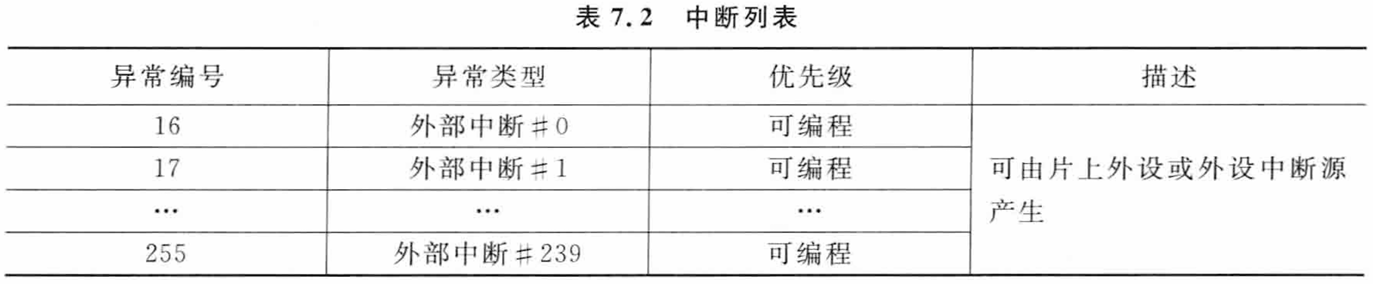 表 7.2 中断列表
异常编号 异常类型 优先级 描述
16 外部中断#0 可编程
17 外部中断#1 可编程
可由片上外设或外设中断源
产生
… … …
255 外部中断#239 可编程